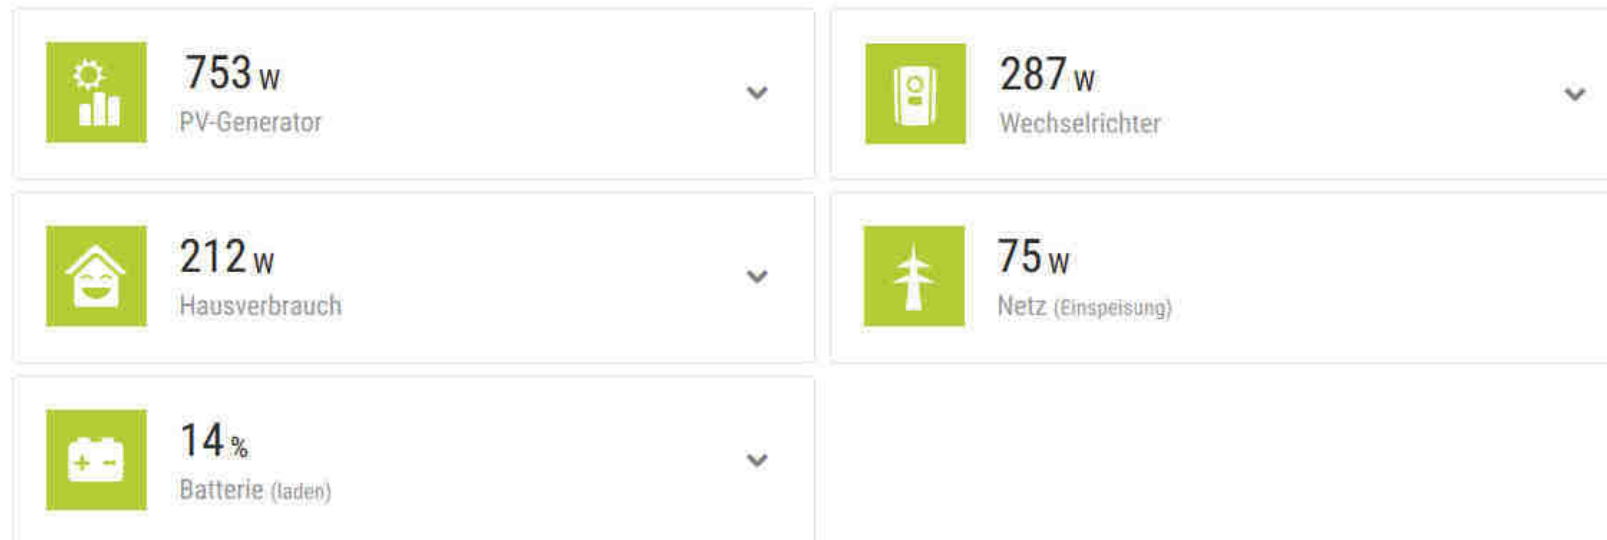 753 W
PV-Generator
287 W
Wechselrichter
212 W
Hausverbrauch
75 W
Netz (Einspeisung)
14 %
Batterie (laden)